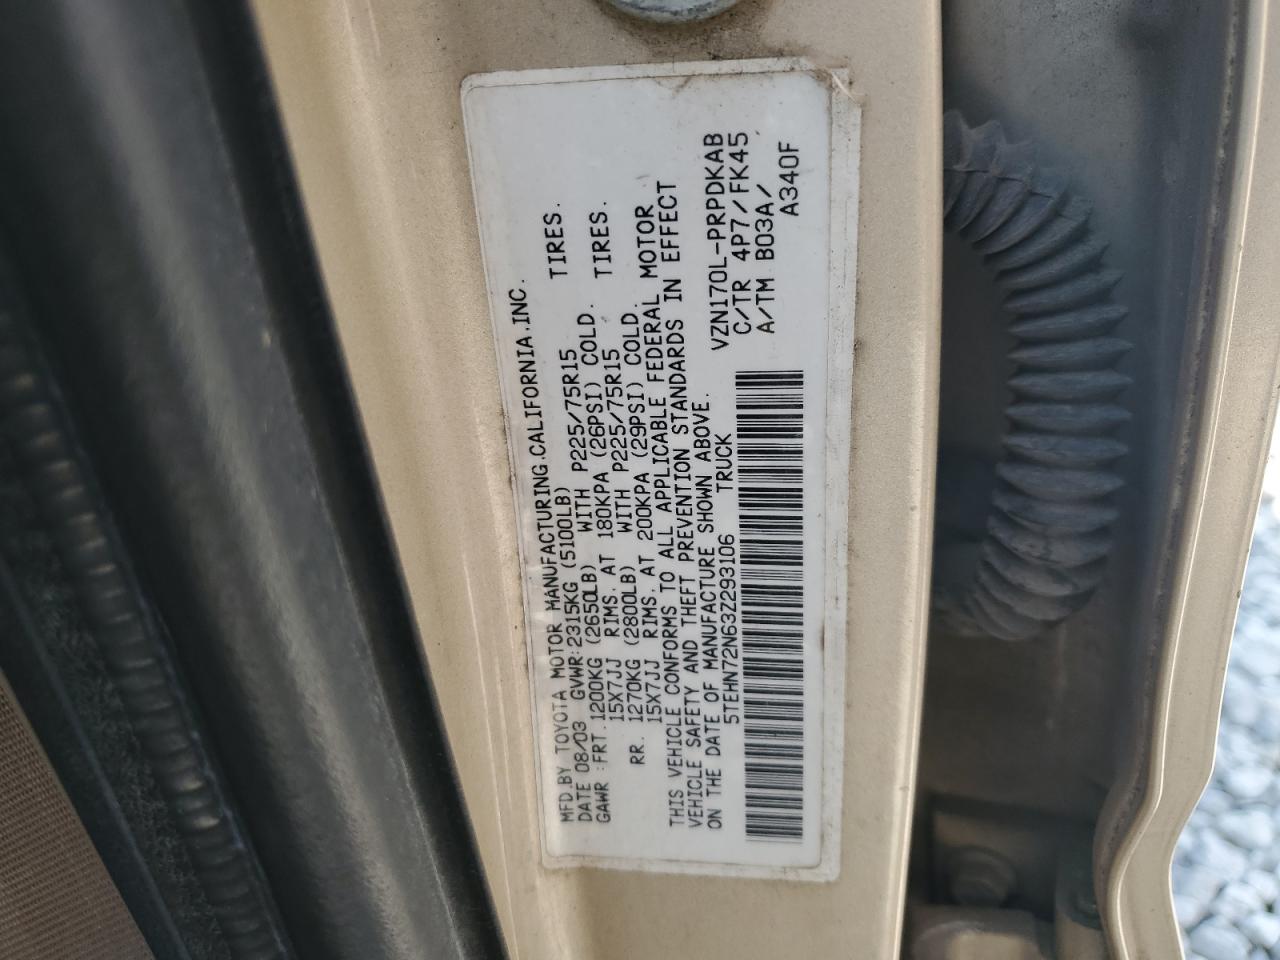 MFD.BY TOYOTA MOTOR MANUFACTURING.CALIFORNIA.INC.
DATE 08/03 GVWR:2315KG (5100LB)
GAWR :FRT.1200KG (2650LB) WITH P225/75R15 TIRES.
15X7JJ RIMS. AT 180KPA (26PSI) COLD.
RR. 1270KG (2800LB) WITH P225/75R15 TIRES.
15X7JJ RIMS. AT 200KPA (29PSI) COLD.
THIS VEHICLE CONFORMS TO ALL APPLICABLE FEDERAL MOTOR
VEHICLE SAFETY AND THEFT PREVENTION STANDARDS IN EFFECT
ON THE DATE OF MANUFACTURE SHOWN ABOVE.
5TEHN72N63Z293106 TRUCK
VZN170L-PRPDKAB
C/TR 4P7/FK45
A/TM B03A/
A340F